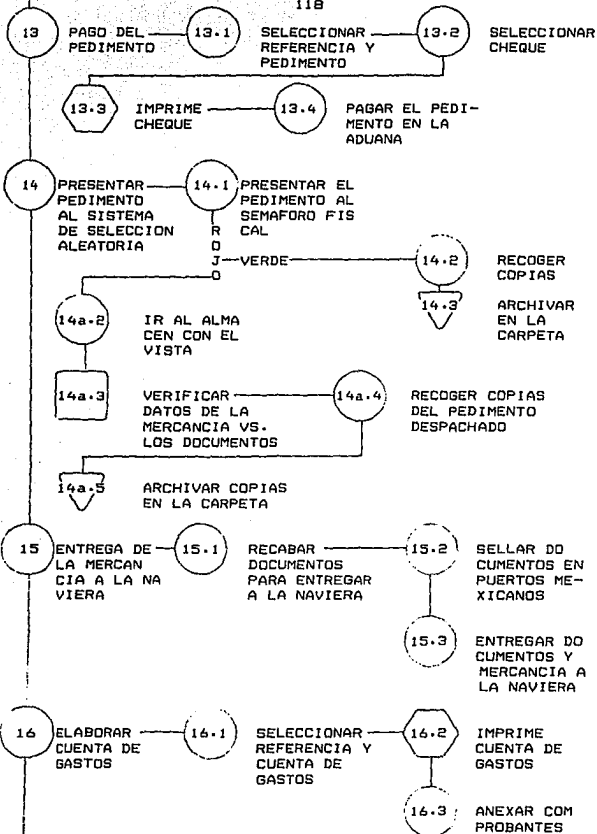 118
13 PAGO DEL PEDIMENTO
13.1 SELECCIONAR REFERENCIA Y PEDIMENTO
13.2 SELECCIONAR CHEQUE
13.3 IMPRIME CHEQUE
13.4 PAGAR EL PEDI-
MENTO EN LA
ADUANA
14 PRESENTAR
PEDIMENTO
AL SISTEMA
DE SELECCION
ALEATORIA
14.1 PRESENTAR EL
PEDIMENTO AL
SEMAFORO FIS
CAL
ROJO
VERDE
14.2 RECOGER
COPIAS
14.3 ARCHIVAR
EN LA
CARPETA
14a.2 IR AL ALMA
CEN CON EL
VISTA
14a.3 VERIFICAR
DATOS DE LA
MERCANCIA VS.
LOS DOCUMENTOS
14a.4 RECOGER COPIAS
DEL PEDIMENTO
DESPACHADO
14a.5 ARCHIVAR COPIAS
EN LA CARPETA
15 ENTREGA DE
LA MERCAN
CIA A LA NA
VIERA
15.1 RECABAR
DOCUMENTOS
PARA ENTREGAR
A LA NAVIERA
15.2 SELLAR DO
CUMENTOS EN
PUERTOS ME-
XICANOS
15.3 ENTREGAR DO
CUMENTOS Y
MERCANCIA A
LA NAVIERA
16 ELABORAR
CUENTA DE
GASTOS
16.1 SELECCIONAR
REFERENCIA Y
CUENTA DE
GASTOS
16.2 IMPRIME
CUENTA DE
GASTOS
16.3 ANEXAR COM
PROBANTES